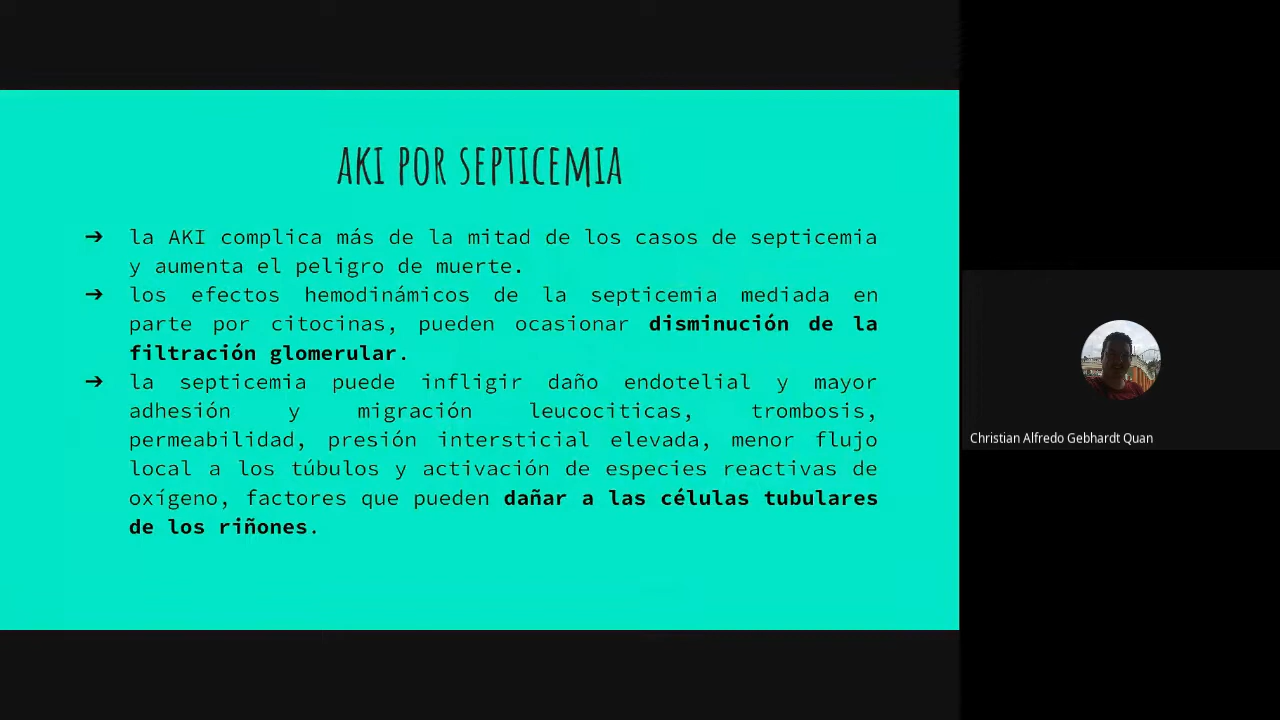 AKI POR SEPTICEMIA
➔ la AKI complica más de la mitad de los casos de septicemia
y aumenta el peligro de muerte.
➔ los efectos hemodinámicos de la septicemia mediada en
parte por citocinas, pueden ocasionar disminución de la
filtración glomerular.
➔ la septicemia puede infligir daño endotelial y mayor
adhesión y migración leucociticas, trombosis,
permeabilidad, presión intersticial elevada, menor flujo
local a los túbulos y activación de especies reactivas de
oxígeno, factores que pueden dañar a las células tubulares
de los riñones.
Christian Alfredo Gebhardt Quan